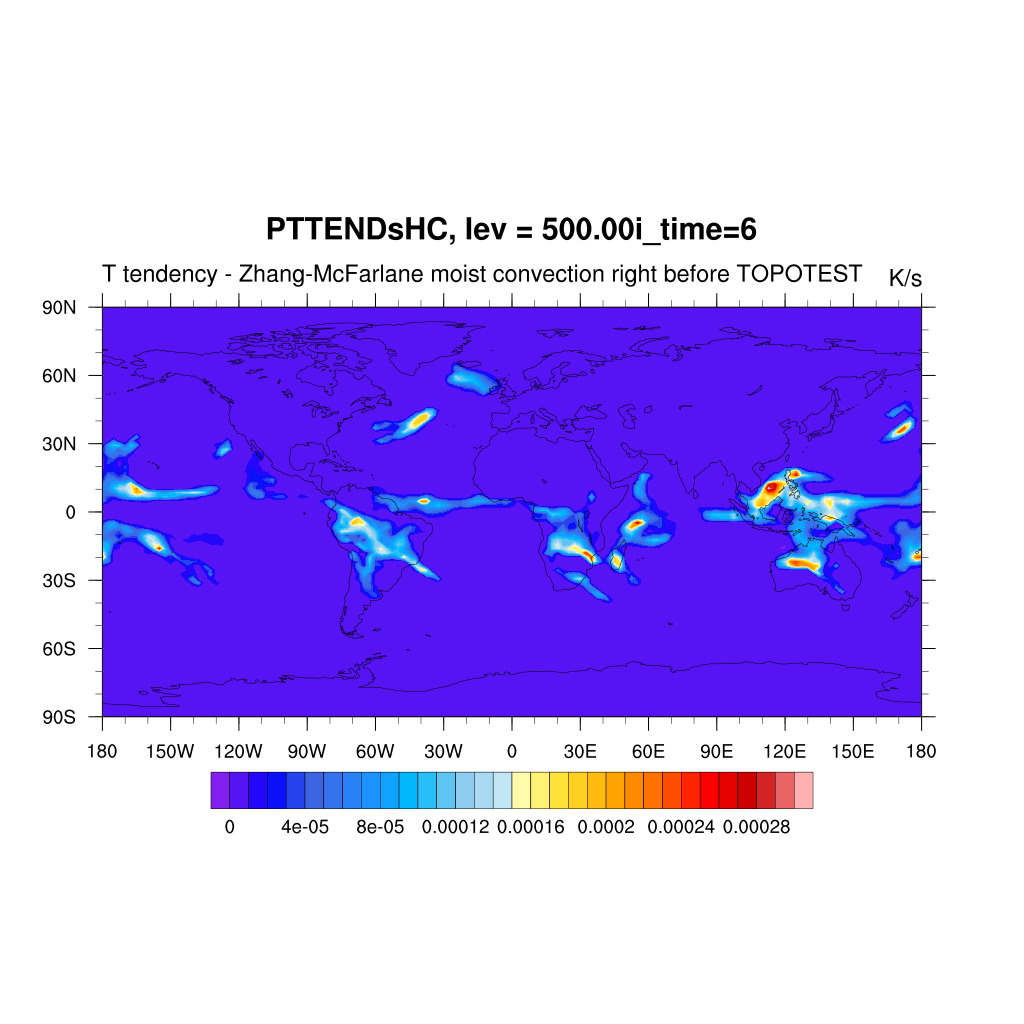 PTTENDsHC, lev = 500.00i_time=6
T tendency - Zhang-McFarlane moist convection right before TOPOTEST K/s
90N
60N
30N
0
30S
60S
90S
180 150W 120W 90W 60W 30W 0 30E 60E 90E 120E 150E 180
0 4e-05 8e-05 0.00012 0.00016 0.0002 0.00024 0.00028